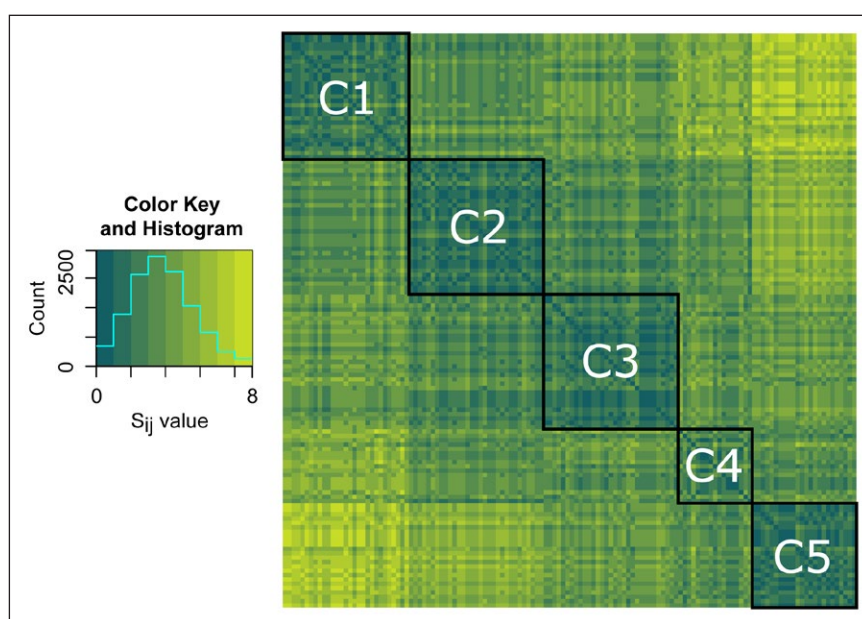 Color Key
and Histogram
Count
0
2500
0
8
Sij value
C1
C2
C3
C4
C5